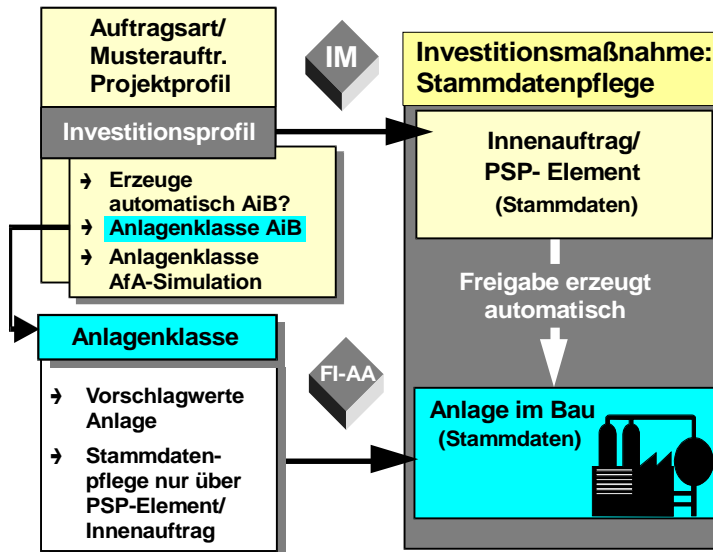 Auftragsart/
Musterauftr.
Projektprofil
Investitionsprofil
Erzeuge
automatisch AiB?
Anlagenklasse AiB
Anlagenklasse
AfA-Simulation
Anlagenklasse
Vorschlagwerte
Anlage
Stammdaten-
pflege nur über
PSP-Element/
Innenauftrag
IM
FI-AA
Investitionsmaßnahme:
Stammdatenpflege
Innenauftrag/
PSP- Element
(Stammdaten)
Freigabe erzeugt
automatisch
Anlage im Bau
(Stammdaten)